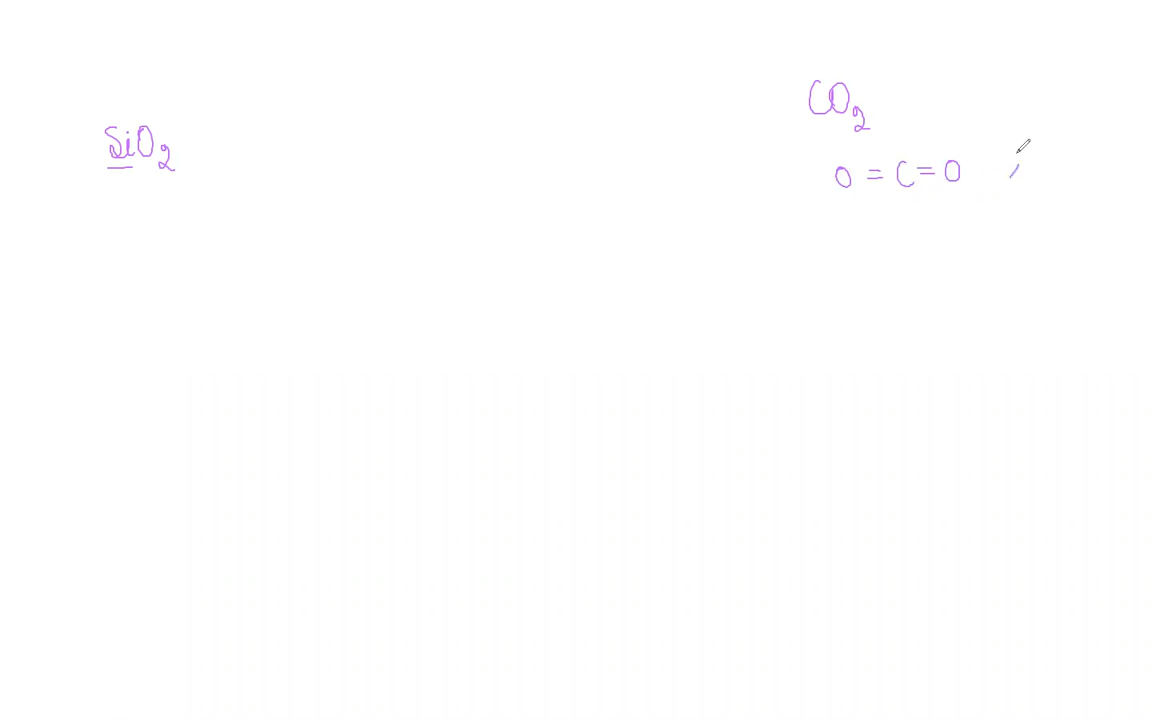 CO₂
SiO₂
O = C = O